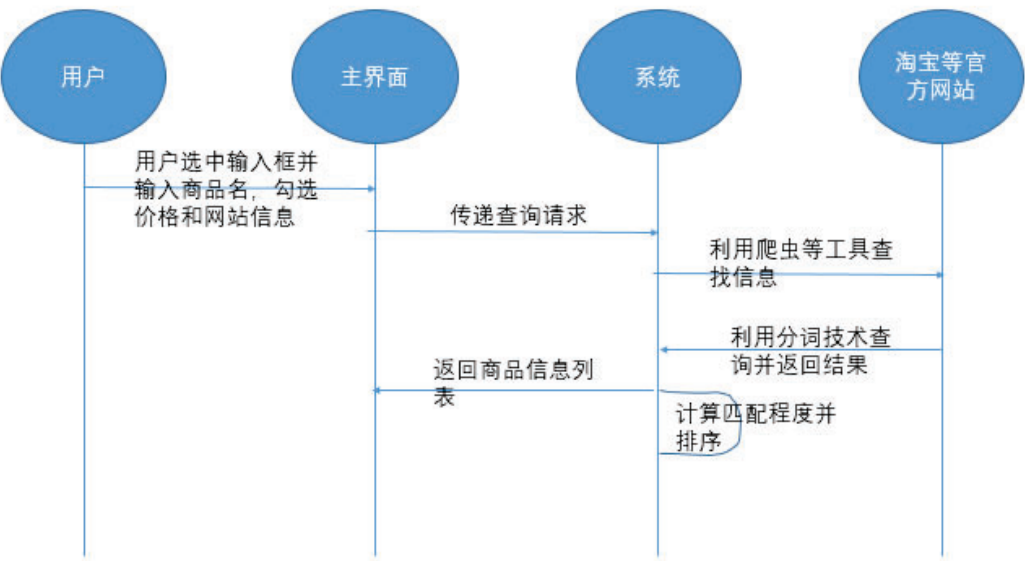 用户
主界面
系统
淘宝等官
方网站
用户选中输入框并
输入商品名，勾选
价格和网站信息
传递查询请求
利用爬虫等工具查
找信息
利用分词技术查
询并返回结果
返回商品信息列
表
计算匹配程度并
排序